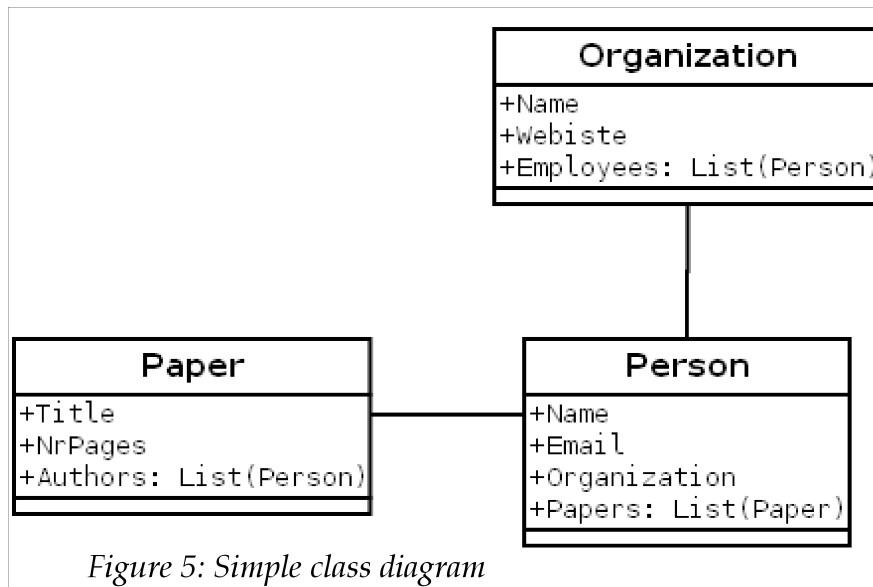 Organization
+Name
+Webiste
+Employees: List(Person)
Paper
+Title
+NrPages
+Authors: List(Person)
Person
+Name
+Email
+Organization
+Papers: List(Paper)
Figure 5: Simple class diagram